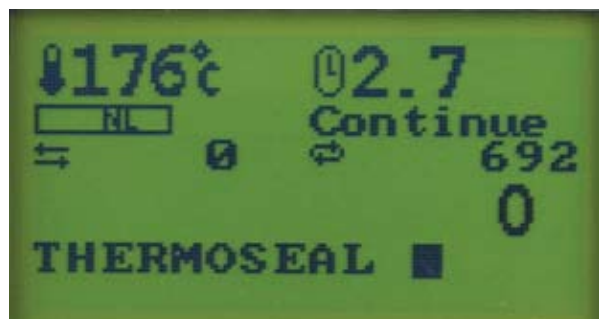 176°C 2.7
NL Continue
0 692
0
THERMOSEAL